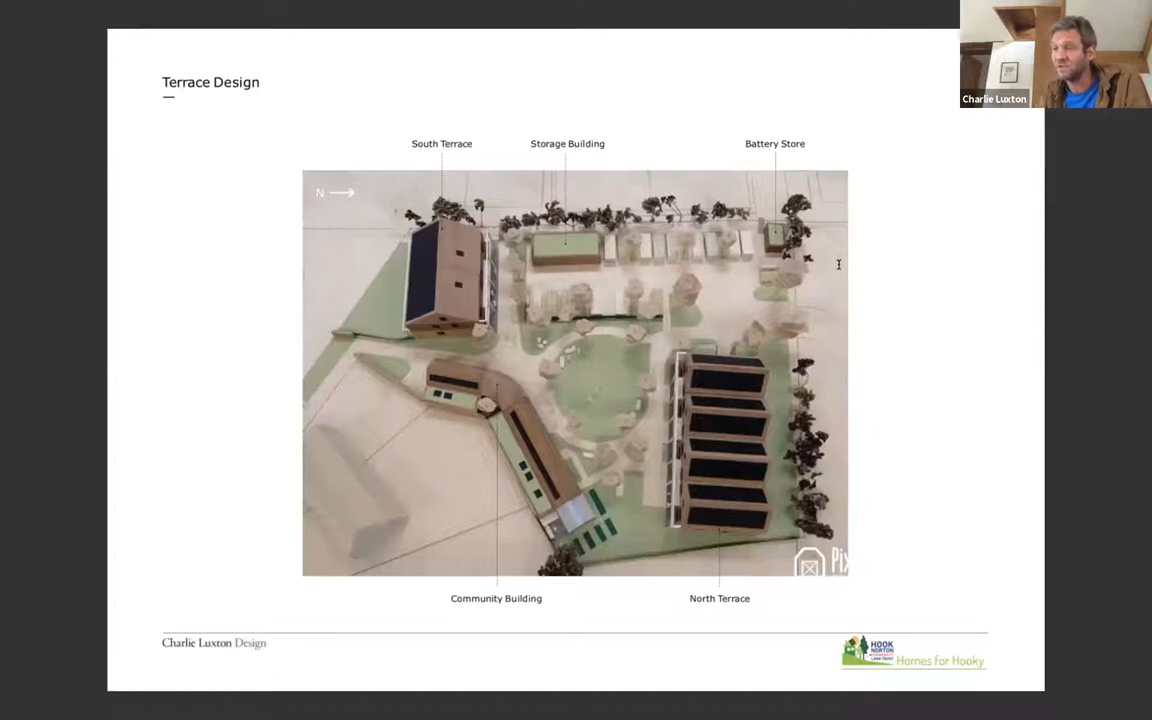 Charlie Luxton
Terrace Design
South Terrace
Storage Building
Battery Store
N
Pix
Community Building
North Terrace
Charlie Luxton Design
HOOK
NORTON
Homes for Hooky